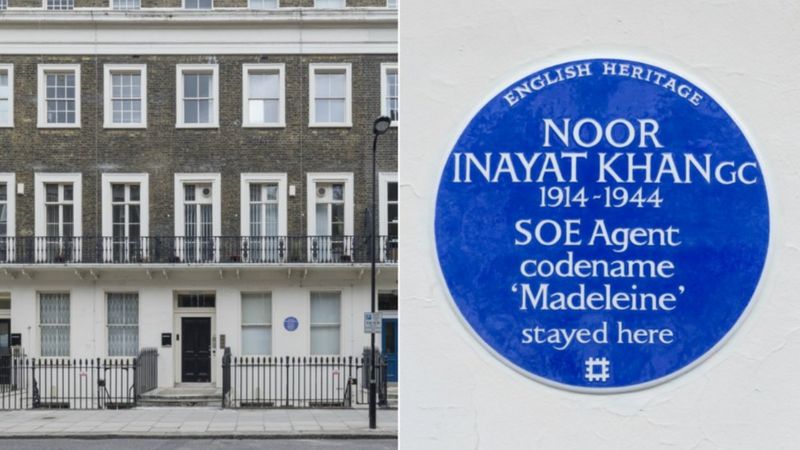 ENGLISH HERITAGE
NOOR
INAYAT KHAN GC
1914-1944
SOE Agent
codename
'Madeleine'
stayed here